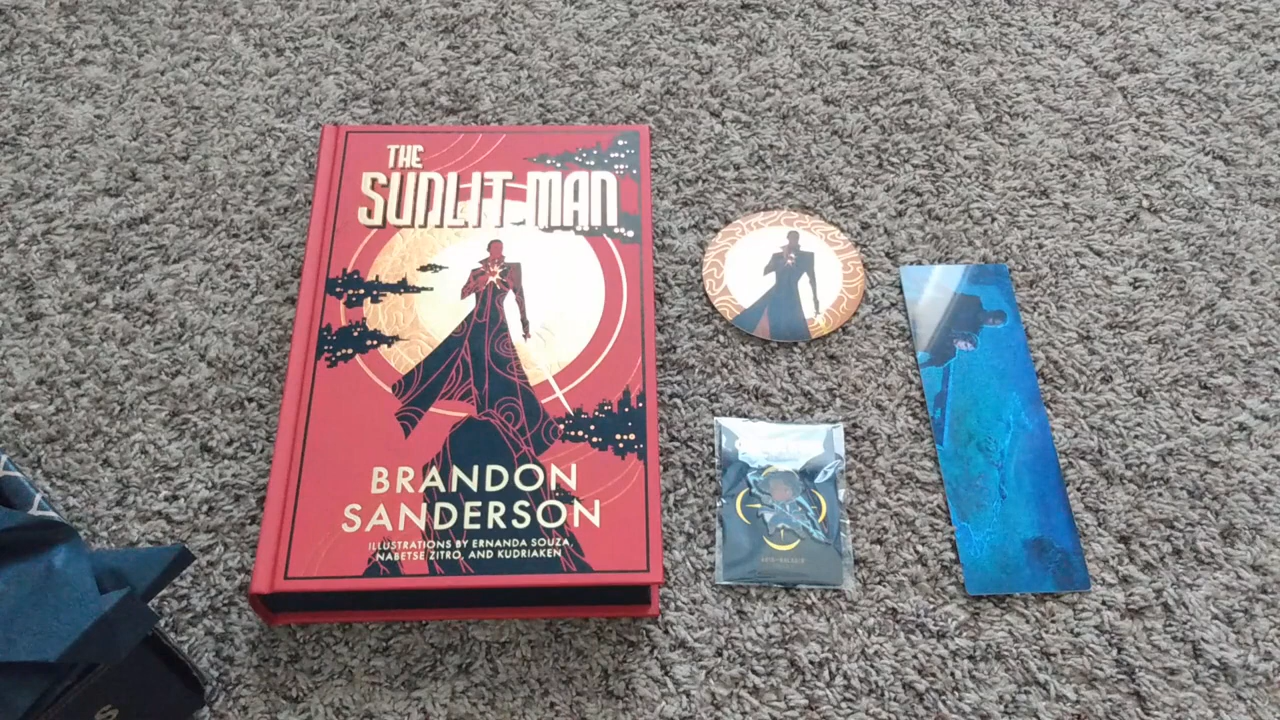 THE
SUNLIT MAN
BRANDON
SANDERSON
ILLUSTRATIONS BY ERNANDA SOUZA,
NABETSE ZITRO, AND KUDRIAKEN
S